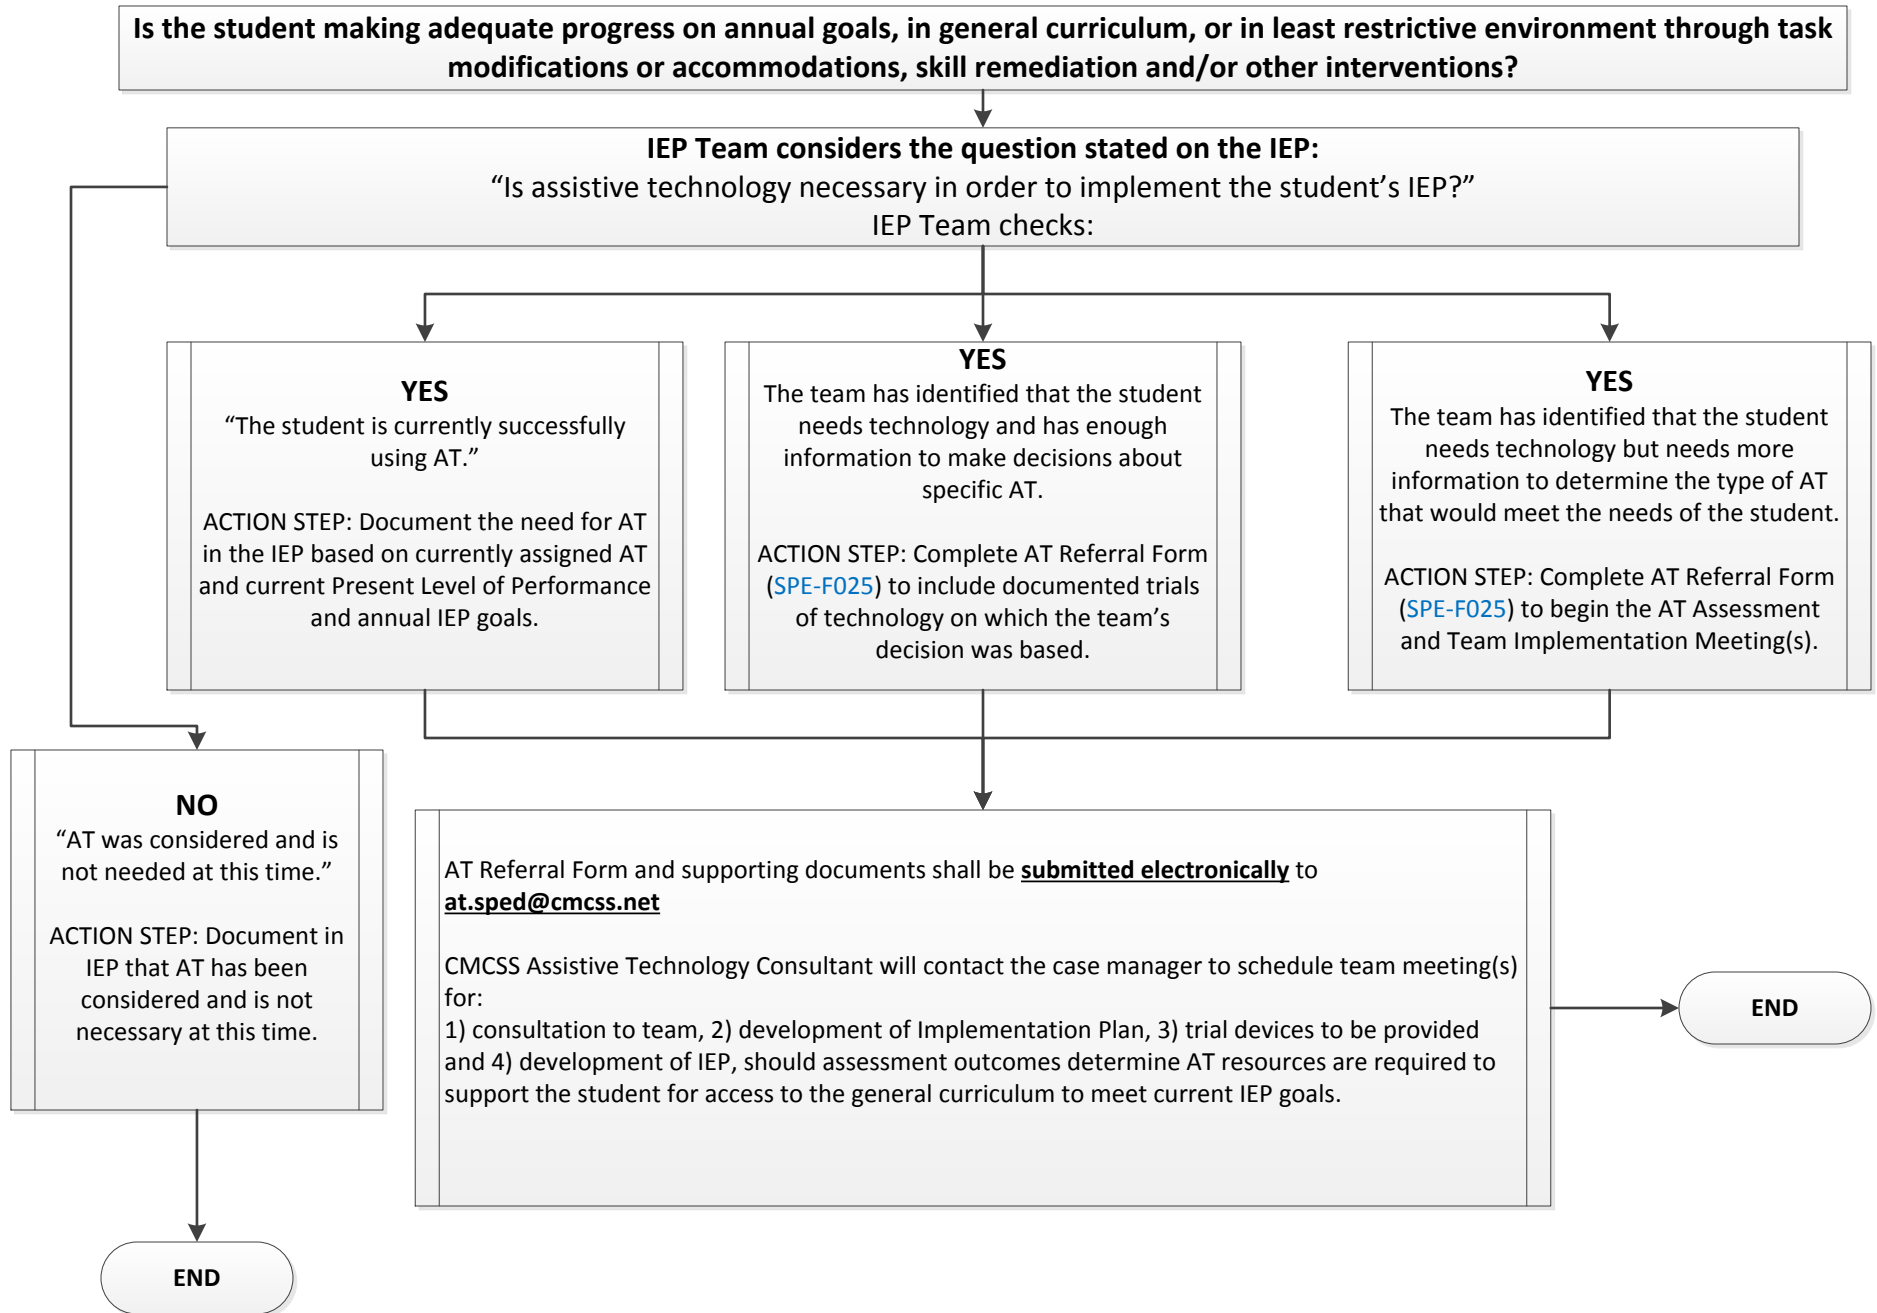 Is the student making adequate progress on annual goals, in general curriculum, or in least restrictive environment through task
modifications or accommodations, skill remediation and/or other interventions?
IEP Team considers the question stated on the IEP:
“Is assistive technology necessary in order to implement the student’s IEP?”
IEP Team checks:
YES
“The student is currently successfully
using AT.”
ACTION STEP: Document the need for AT
in the IEP based on currently assigned AT
and current Present Level of Performance
and annual IEP goals.
YES
The team has identified that the student
needs technology and has enough
information to make decisions about
specific AT.
ACTION STEP: Complete AT Referral Form
(SPE-F025) to include documented trials
of technology on which the team’s
decision was based.
YES
The team has identified that the student
needs technology but needs more
information to determine the type of AT
that would meet the needs of the student.
ACTION STEP: Complete AT Referral Form
(SPE-F025) to begin the AT Assessment
and Team Implementation Meeting(s).
NO
“AT was considered and is
not needed at this time.”
ACTION STEP: Document in
IEP that AT has been
considered and is not
necessary at this time.
AT Referral Form and supporting documents shall be submitted electronically to
at.sped@cmcss.net
CMCSS Assistive Technology Consultant will contact the case manager to schedule team meeting(s)
for:
1) consultation to team, 2) development of Implementation Plan, 3) trial devices to be provided
and 4) development of IEP, should assessment outcomes determine AT resources are required to
support the student for access to the general curriculum to meet current IEP goals.
END
END